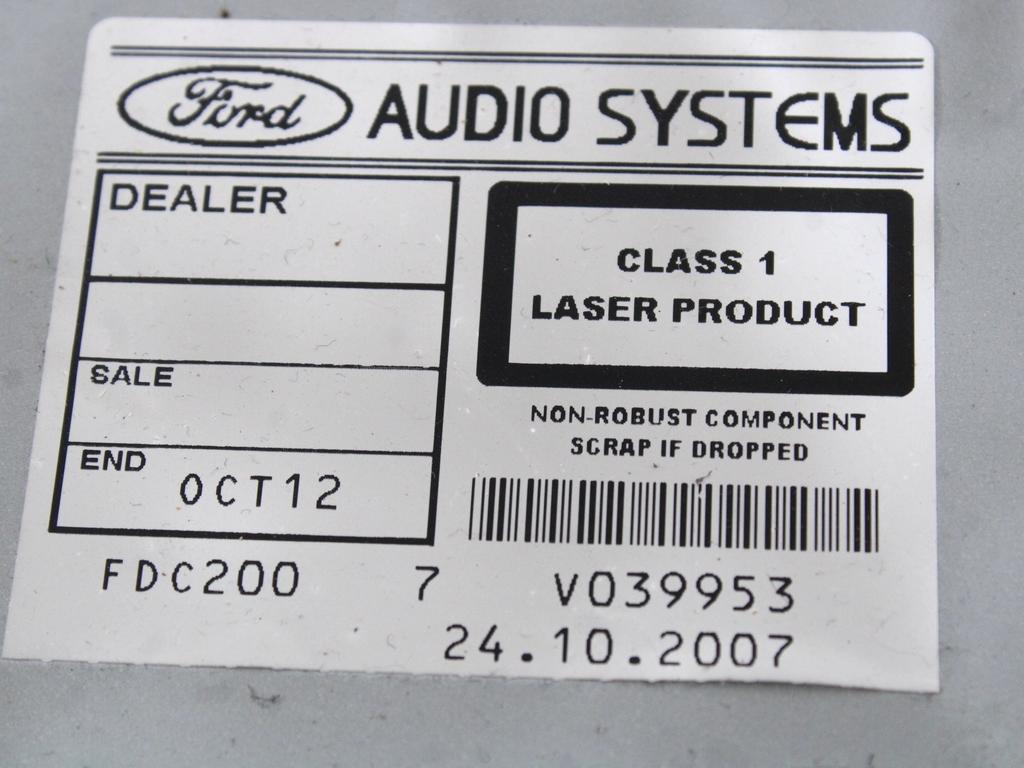 Ford AUDIO SYSTEMS
DEALER
SALE
END
OCT12
CLASS 1
LASER PRODUCT
NON-ROBUST COMPONENT
SCRAP IF DROPPED
FDC200 7 V039953
24.10.2007